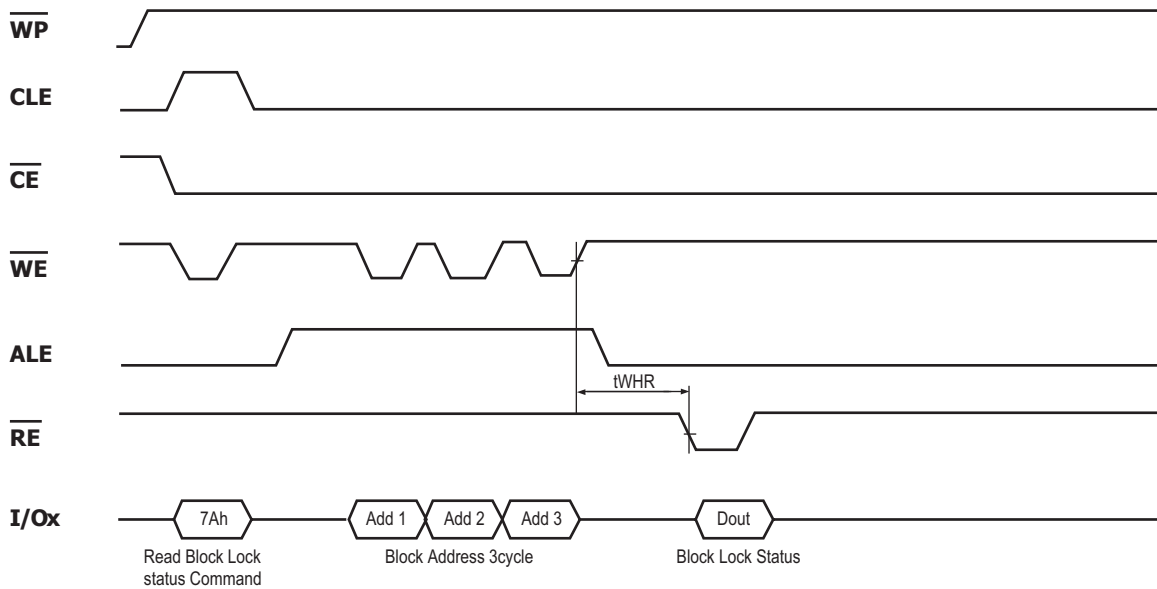 WP
CLE
CE
WE
ALE
tWHR
RE
I/Ox
7Ah
Add 1
Add 2
Add 3
Dout
Read Block Lock
status Command
Block Address 3cycle
Block Lock Status